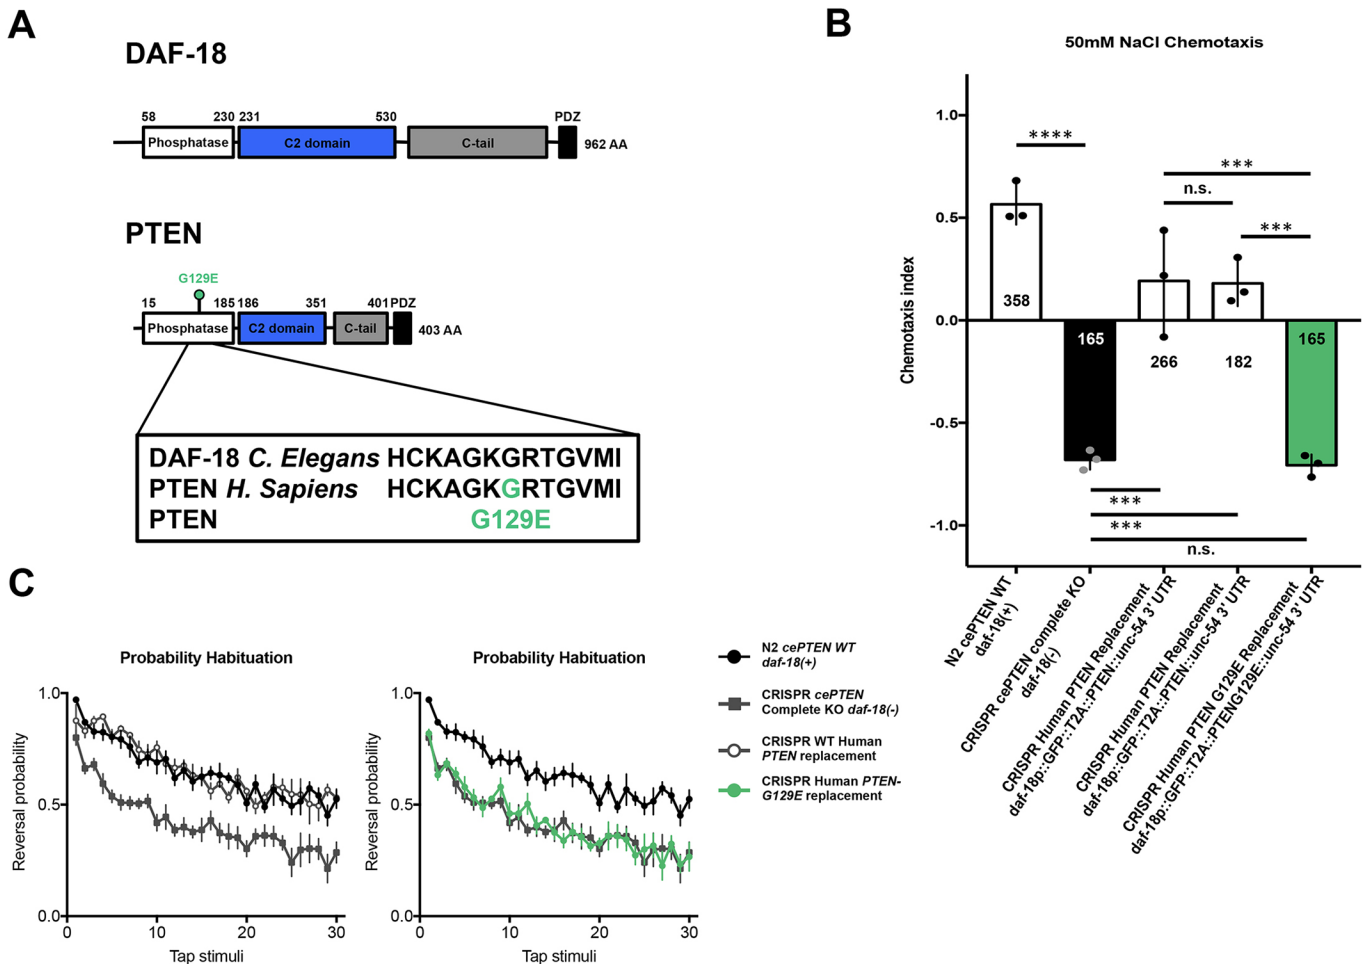 A
DAF-18
58 230 231 530 PDZ
Phosphatase C2 domain C-tail 962 AA
PTEN
G129E
15 185 186 351 401 PDZ
Phosphatase C2 domain C-tail 403 AA
DAF-18 C. Elegans HCKAGKGRTGVMI
PTEN H. Sapiens HCKAGKGRTGVMI
PTEN G129E
B
50mM NaCl Chemotaxis
Chemotaxis index
1.0
0.5
0.0
-0.5
-1.0
****
***
n.s.
***
358
165
266
182
165
***
***
n.s.
N2 cePTEN WT
daf-18(+)
CRISPR cePTEN complete KO
daf-18(-)
CRISPR Human PTEN Replacement
daf-18p::GFP::T2A::PTEN::unc-54 3' UTR
CRISPR Human PTEN Replacement
daf-18p::GFP::T2A::PTEN::unc-54 3' UTR
CRISPR Human PTEN G129E Replacement
daf-18p::GFP::T2A::PTENG129E::unc-54 3' UTR
C
Probability Habituation
Reversal probability
1.0
0.5
0.0
0 10 20 30
Tap stimuli
Probability Habituation
Reversal probability
1.0
0.5
0.0
0 10 20 30
Tap stimuli
N2 cePTEN WT
daf-18(+)
CRISPR cePTEN
Complete KO daf-18(-)
CRISPR WT Human
PTEN replacement
CRISPR Human PTEN-
G129E replacement